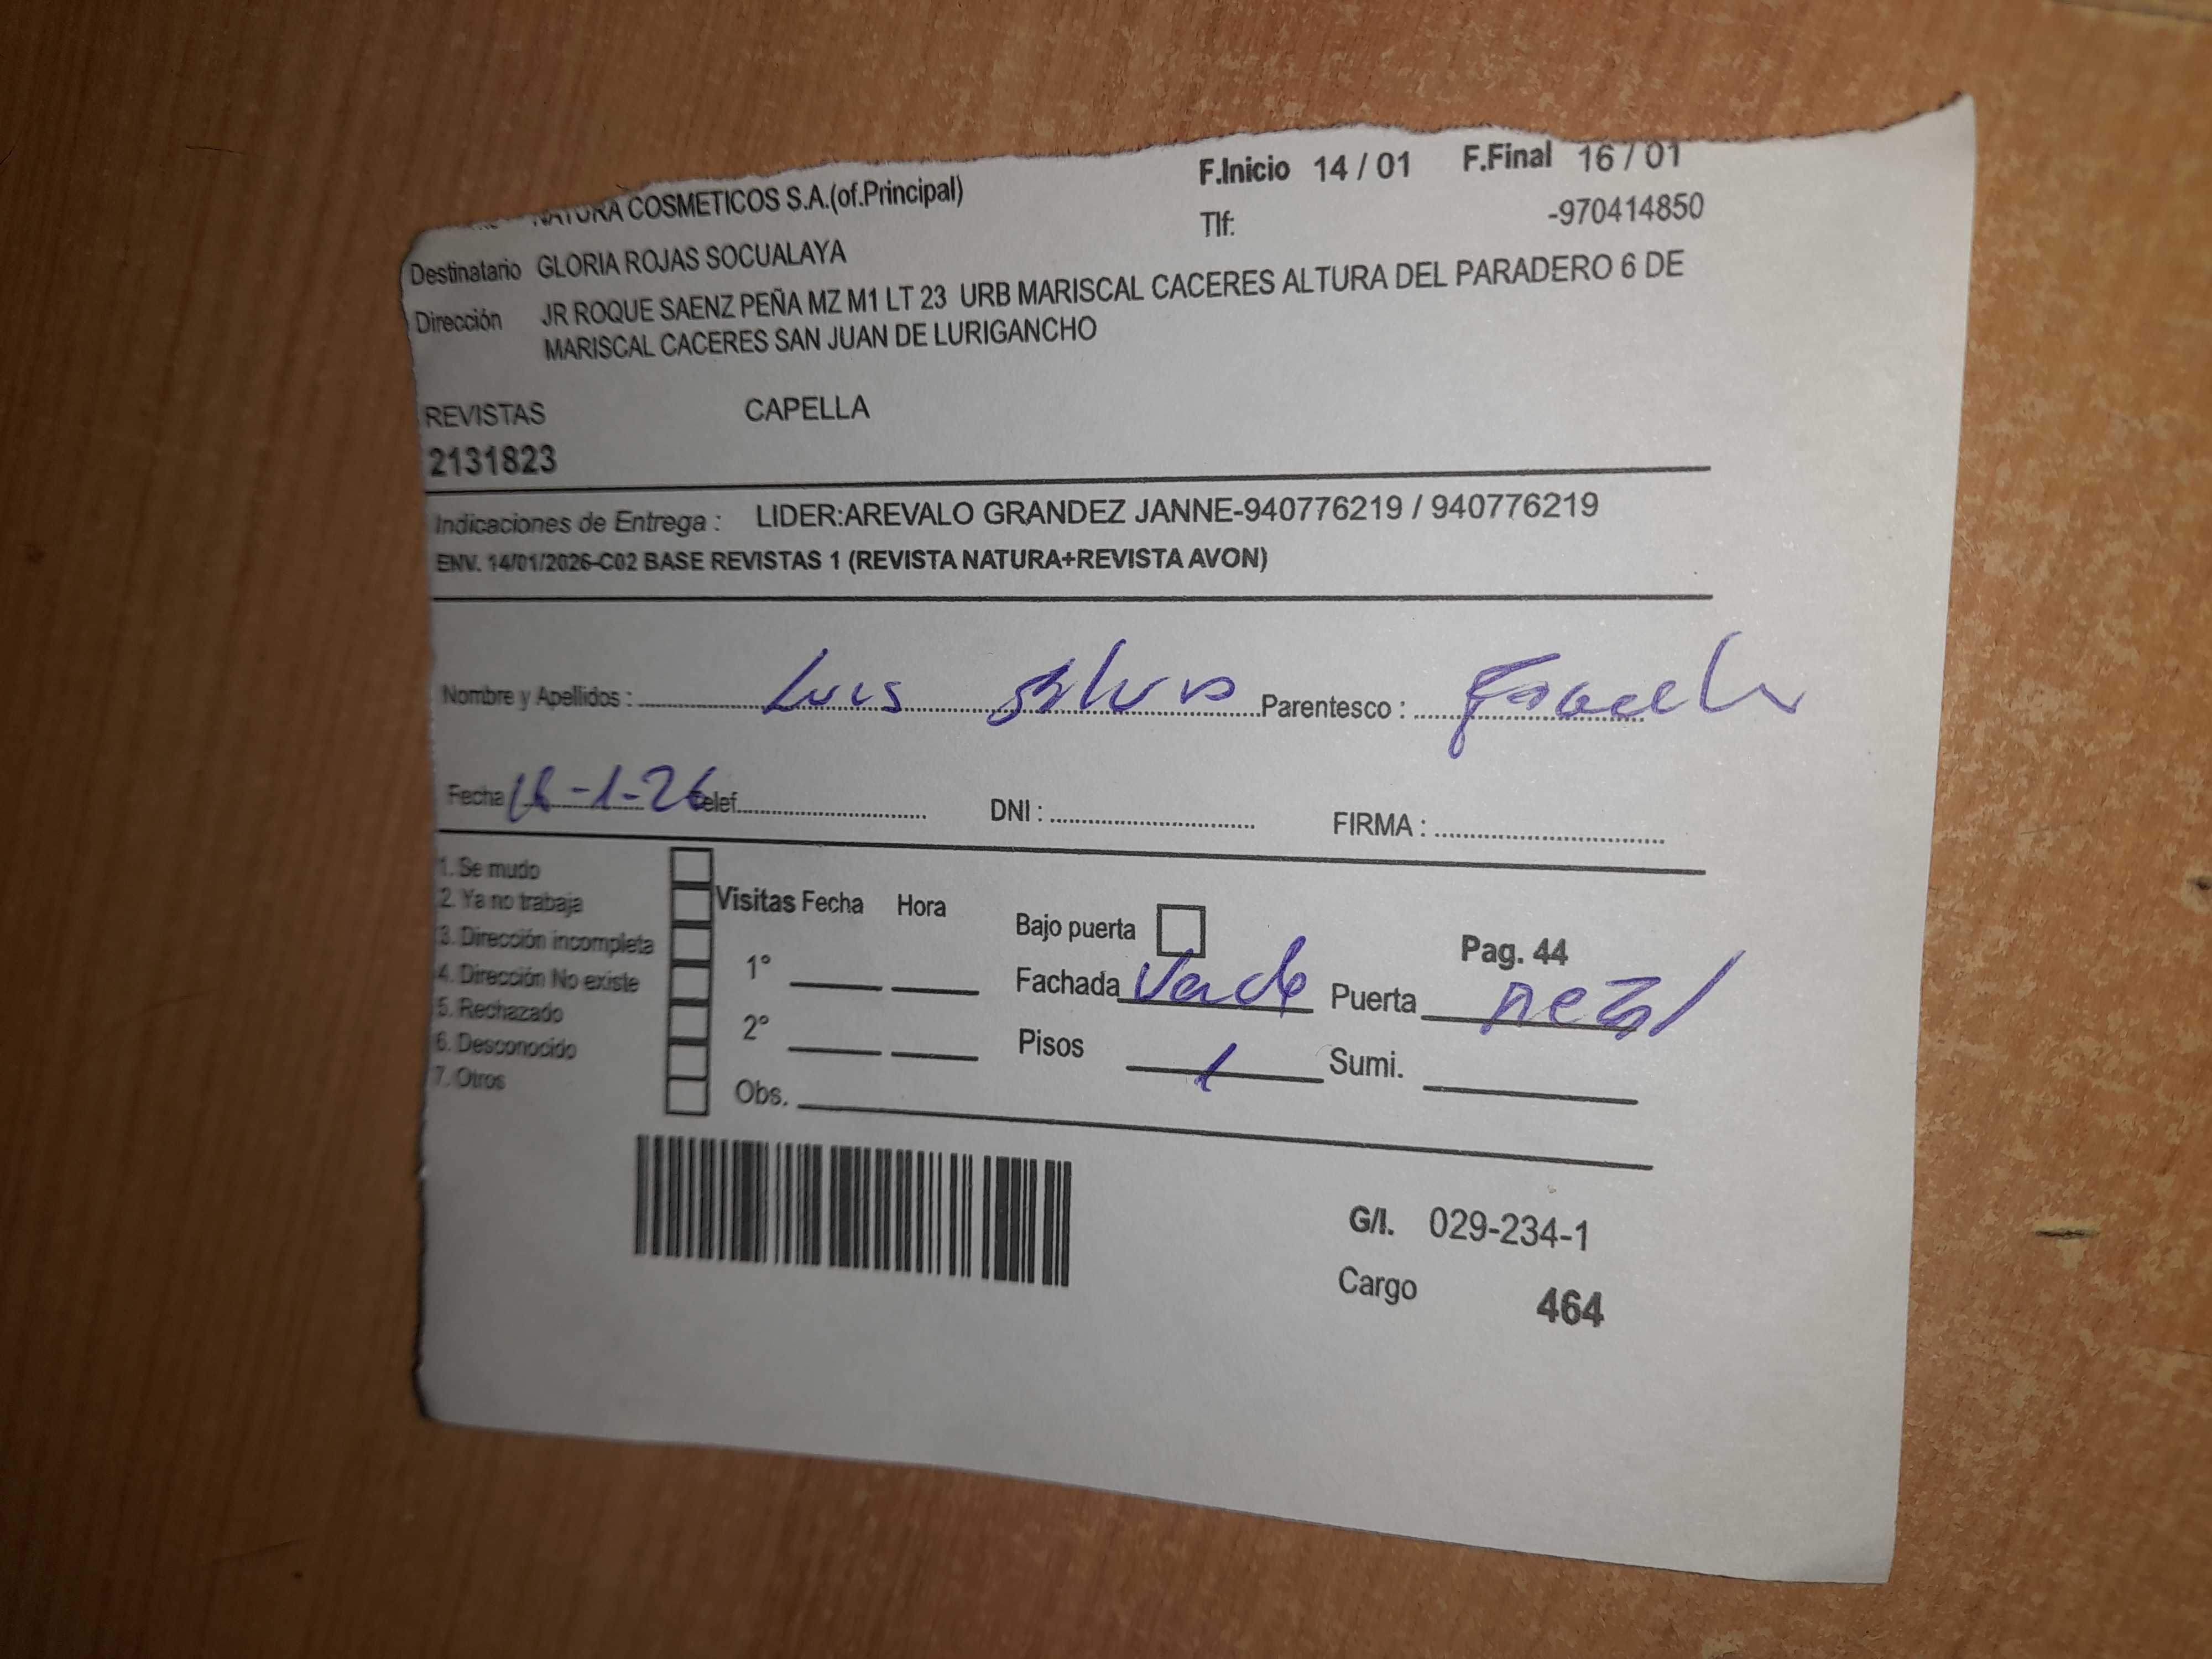 NATURA COSMETICOS S.A.(of.Principal) F.Inicio 14 / 01 F.Final 16 / 01
Tlf: -970414850
Destinatario GLORIA ROJAS SOCUALAYA
Dirección JR ROQUE SAENZ PEÑA MZ M1 LT 23 URB MARISCAL CACERES ALTURA DEL PARADERO 6 DE
MARISCAL CACERES SAN JUAN DE LURIGANCHO
REVISTAS CAPELLA
2131823
Indicaciones de Entrega : LIDER:AREVALO GRANDEZ JANNE-940776219 / 940776219
ENV. 14/01/2026-C02 BASE REVISTAS 1 (REVISTA NATURA+REVISTA AVON)
Nombre y Apellidos : Luis Parentesco :
Fecha -1-26 Telef. DNI : FIRMA :
1. Se mudo
2. Ya no trabaja
3. Dirección incompleta
4. Dirección No existe
5. Rechazado
6. Desconocido
7. Otros
Visitas Fecha Hora
1°
2°
Obs.
Bajo puerta Pag. 44
Fachada Verde Puerta metal
Pisos 1 Sumi.
G/I. 029-234-1
Cargo 464